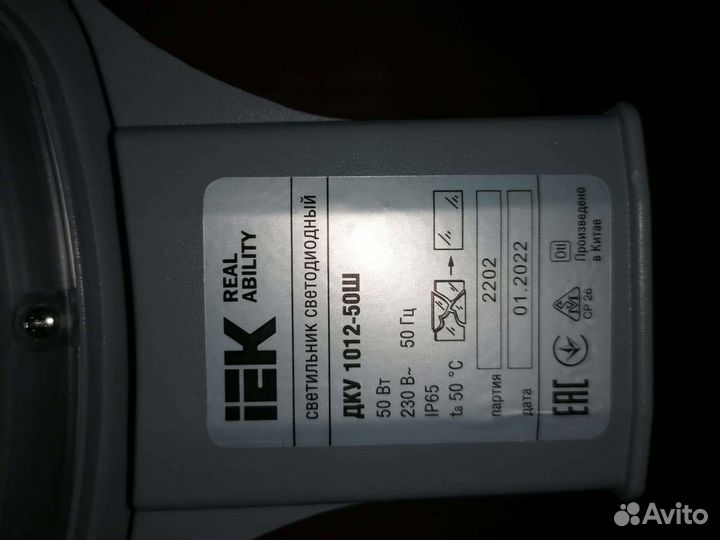 IEK
REAL
ABILITY
СВЕТИЛЬНИК СВЕТОДИОДНЫЙ
ДКУ 1012-50Ш
50 Вт
230 В~ 50 Гц
IP65
ta 50 °C
партия 2202
дата 01.2022
EAC
СР 26
Произведено
в Китае
Avito